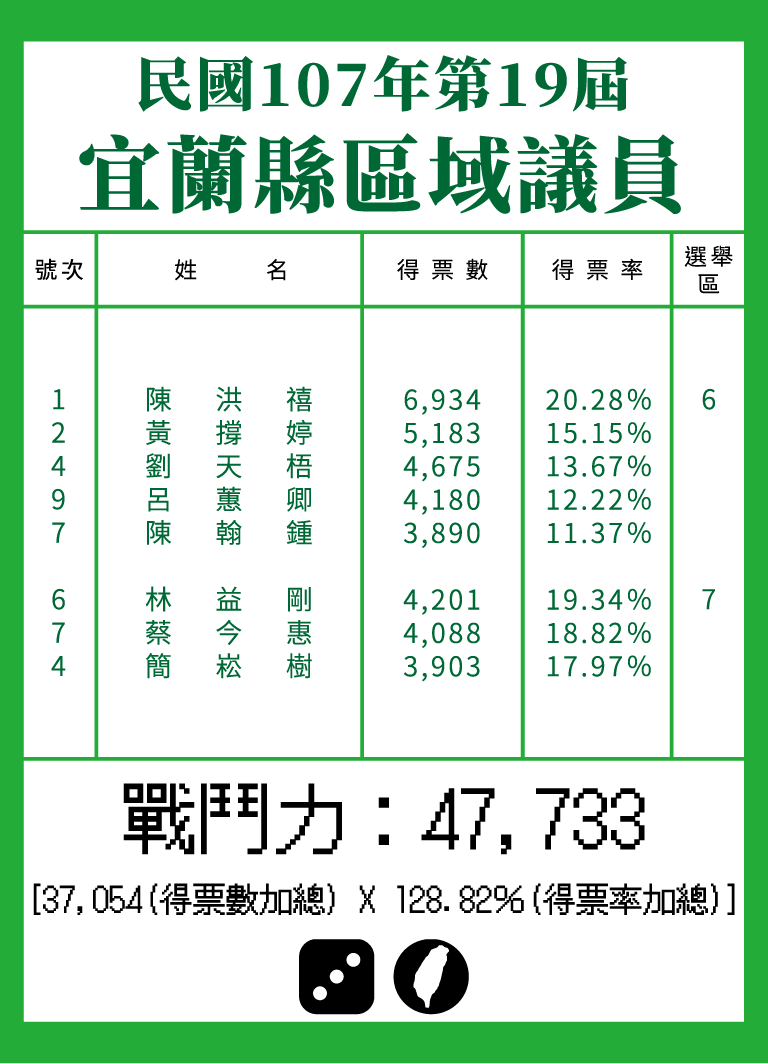 民國107年第19屆
宜蘭縣區域議員
號次 姓名 得票數 得票率 選舉區
1 陳洪禧 6,934 20.28% 6
2 黃撐婷 5,183 15.15%
4 劉天梧 4,675 13.67%
9 呂蕙卿 4,180 12.22%
7 陳翰鍾 3,890 11.37%
6 林益剛 4,201 19.34% 7
7 蔡今惠 4,088 18.82%
4 簡崧樹 3,903 17.97%
戰鬥力：47,733
[37,054(得票數加總) X 128.82%(得票率加總)]